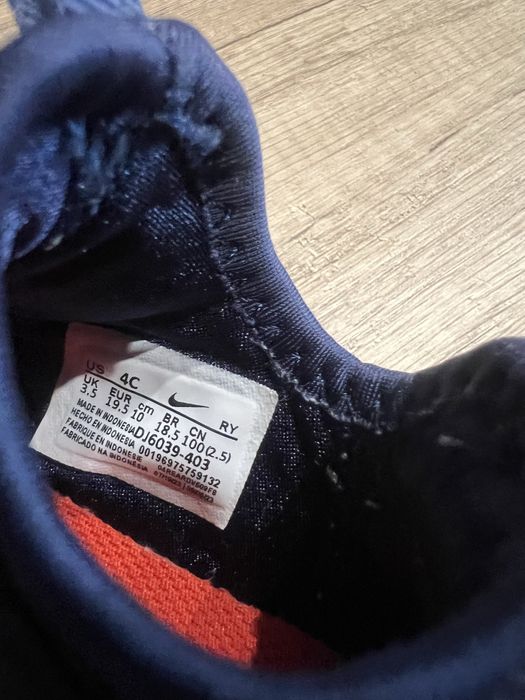 US 4C RY
UK EUR cm BR CN
3.5 19.5 10 18.5 100(2.5)
MADE IN INDONESIA DJ6039-403
HECHO EN INDONESIA 00196975759132
FABRIQUE EN INDONESIA
FABRICADO NA INDONESIA